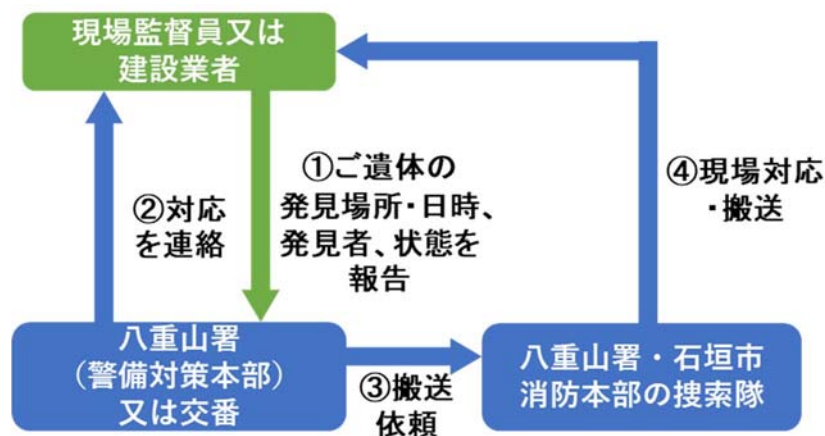 現場監督員又は
建設業者
①ご遺体の
発見場所・日時、
発見者、状態を
報告
②対応
を連絡
④現場対応
・搬送
八重山署
（警備対策本部）
又は交番
③搬送
依頼
八重山署・石垣市
消防本部の捜索隊